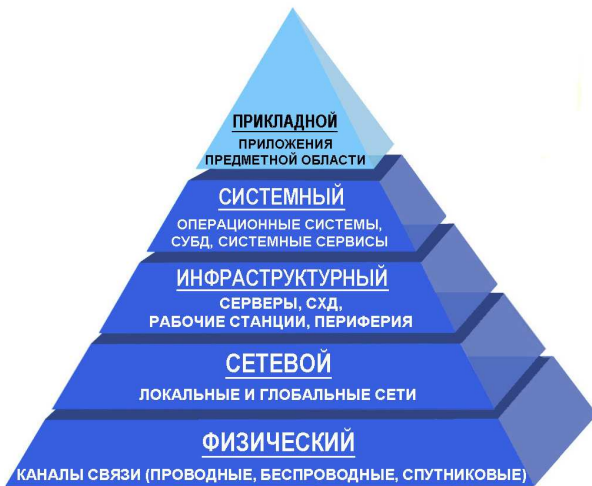 ПРИКЛАДНОЙ
ПРИЛОЖЕНИЯ
ПРЕДМЕТНОЙ ОБЛАСТИ
СИСТЕМНЫЙ
ОПЕРАЦИОННЫЕ СИСТЕМЫ,
СУБД, СИСТЕМНЫЕ СЕРВИСЫ
ИНФРАСТРУКТУРНЫЙ
СЕРВЕРЫ, СХД,
РАБОЧИЕ СТАНЦИИ, ПЕРИФЕРИЯ
СЕТЕВОЙ
ЛОКАЛЬНЫЕ И ГЛОБАЛЬНЫЕ СЕТИ
ФИЗИЧЕСКИЙ
КАНАЛЫ СВЯЗИ (ПРОВОДНЫЕ, БЕСПРОВОДНЫЕ, СПУТНИКОВЫЕ)